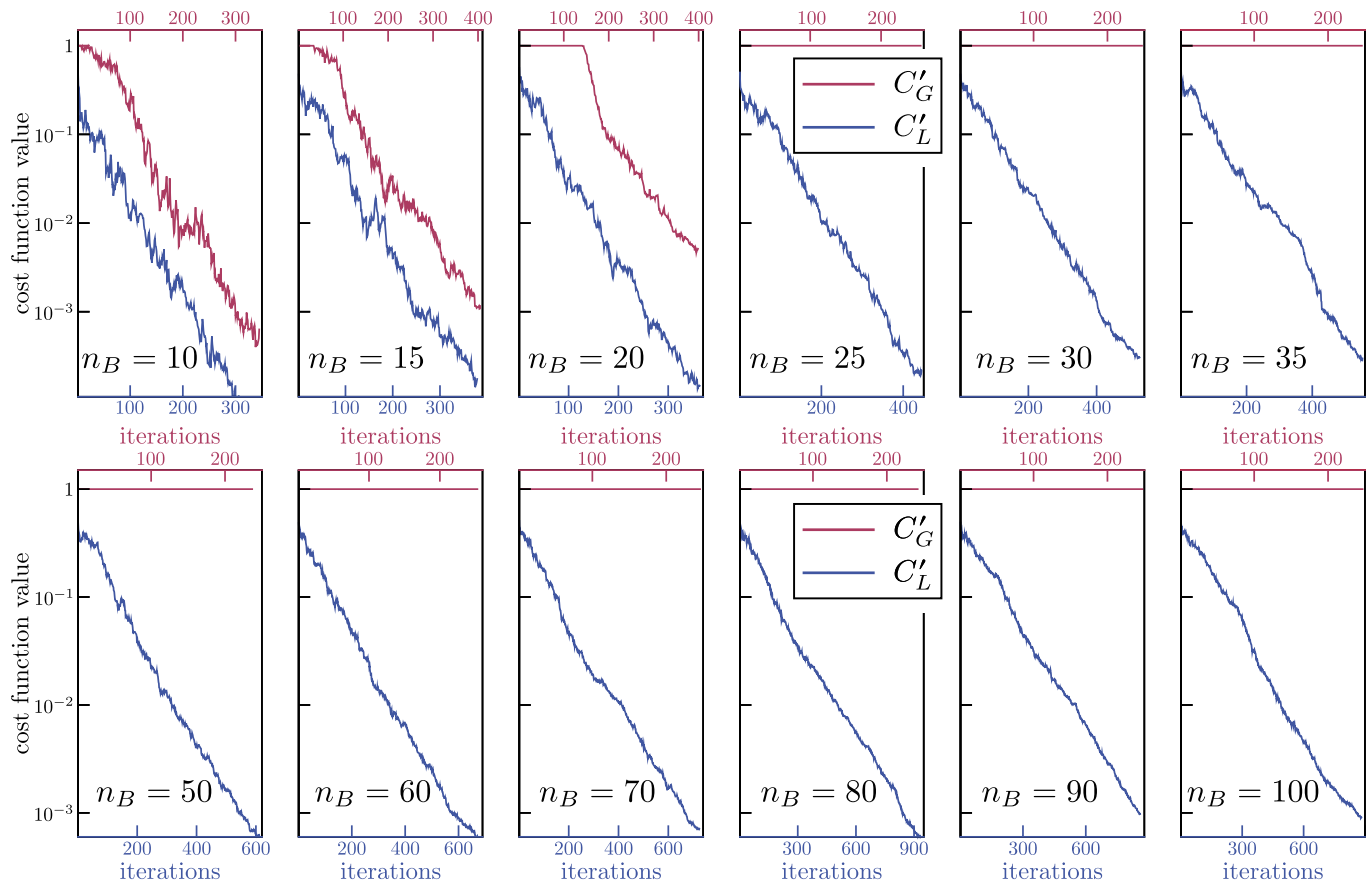 100 200 300
100 200 300 400
100 200 300 400
200
100 200
100 200
cost function value
1
10⁻¹
10⁻²
10⁻³
C′_G
C′_L
n_B = 10
n_B = 15
n_B = 20
n_B = 25
n_B = 30
n_B = 35
100 200 300
100 200 300
100 200 300
200 400
200 400
200 400
iterations
iterations
iterations
iterations
iterations
iterations
100 200
100 200
100 200
100 200
100 200
100 200
cost function value
1
10⁻¹
10⁻²
10⁻³
C′_G
C′_L
n_B = 50
n_B = 60
n_B = 70
n_B = 80
n_B = 90
n_B = 100
200 400 600
200 400 600
200 400 600
300 600 900
300 600
300 600
iterations
iterations
iterations
iterations
iterations
iterations